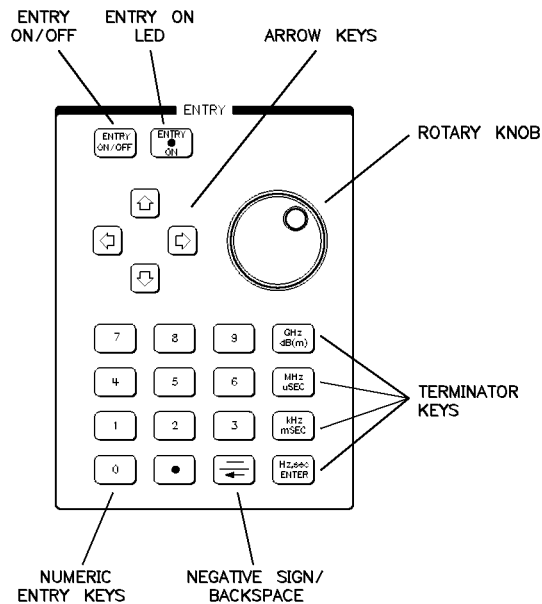 ENTRY ON/OFF
ENTRY ON LED
ARROW KEYS
ENTRY
ENTRY ON/OFF
ENTRY ON
ROTARY KNOB
7 8 9 GHz dB(m)
4 5 6 MHz uSEC
1 2 3 kHz mSEC
0 Hz,sec ENTER
TERMINATOR KEYS
NUMERIC ENTRY KEYS
NEGATIVE SIGN/ BACKSPACE